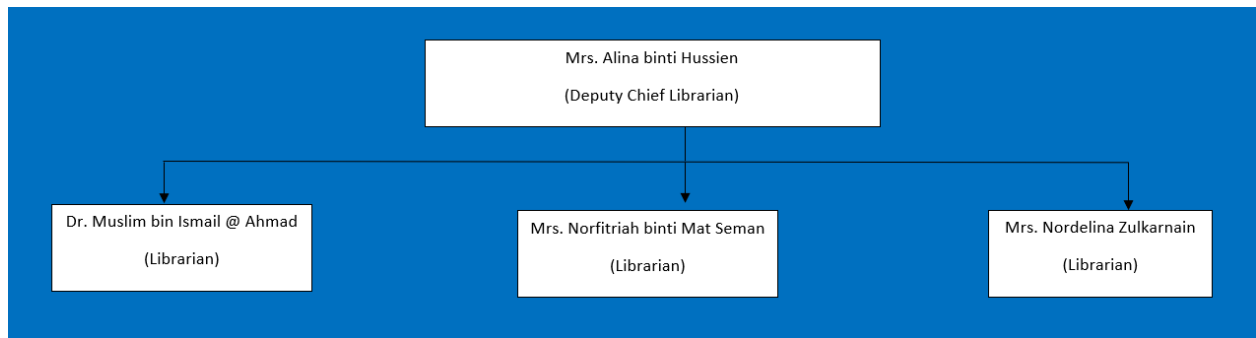 Mrs. Alina binti Hussien
(Deputy Chief Librarian)
Dr. Muslim bin Ismail @ Ahmad
(Librarian)
Mrs. Norfitriah binti Mat Seman
(Librarian)
Mrs. Nordelina Zulkarnain
(Librarian)